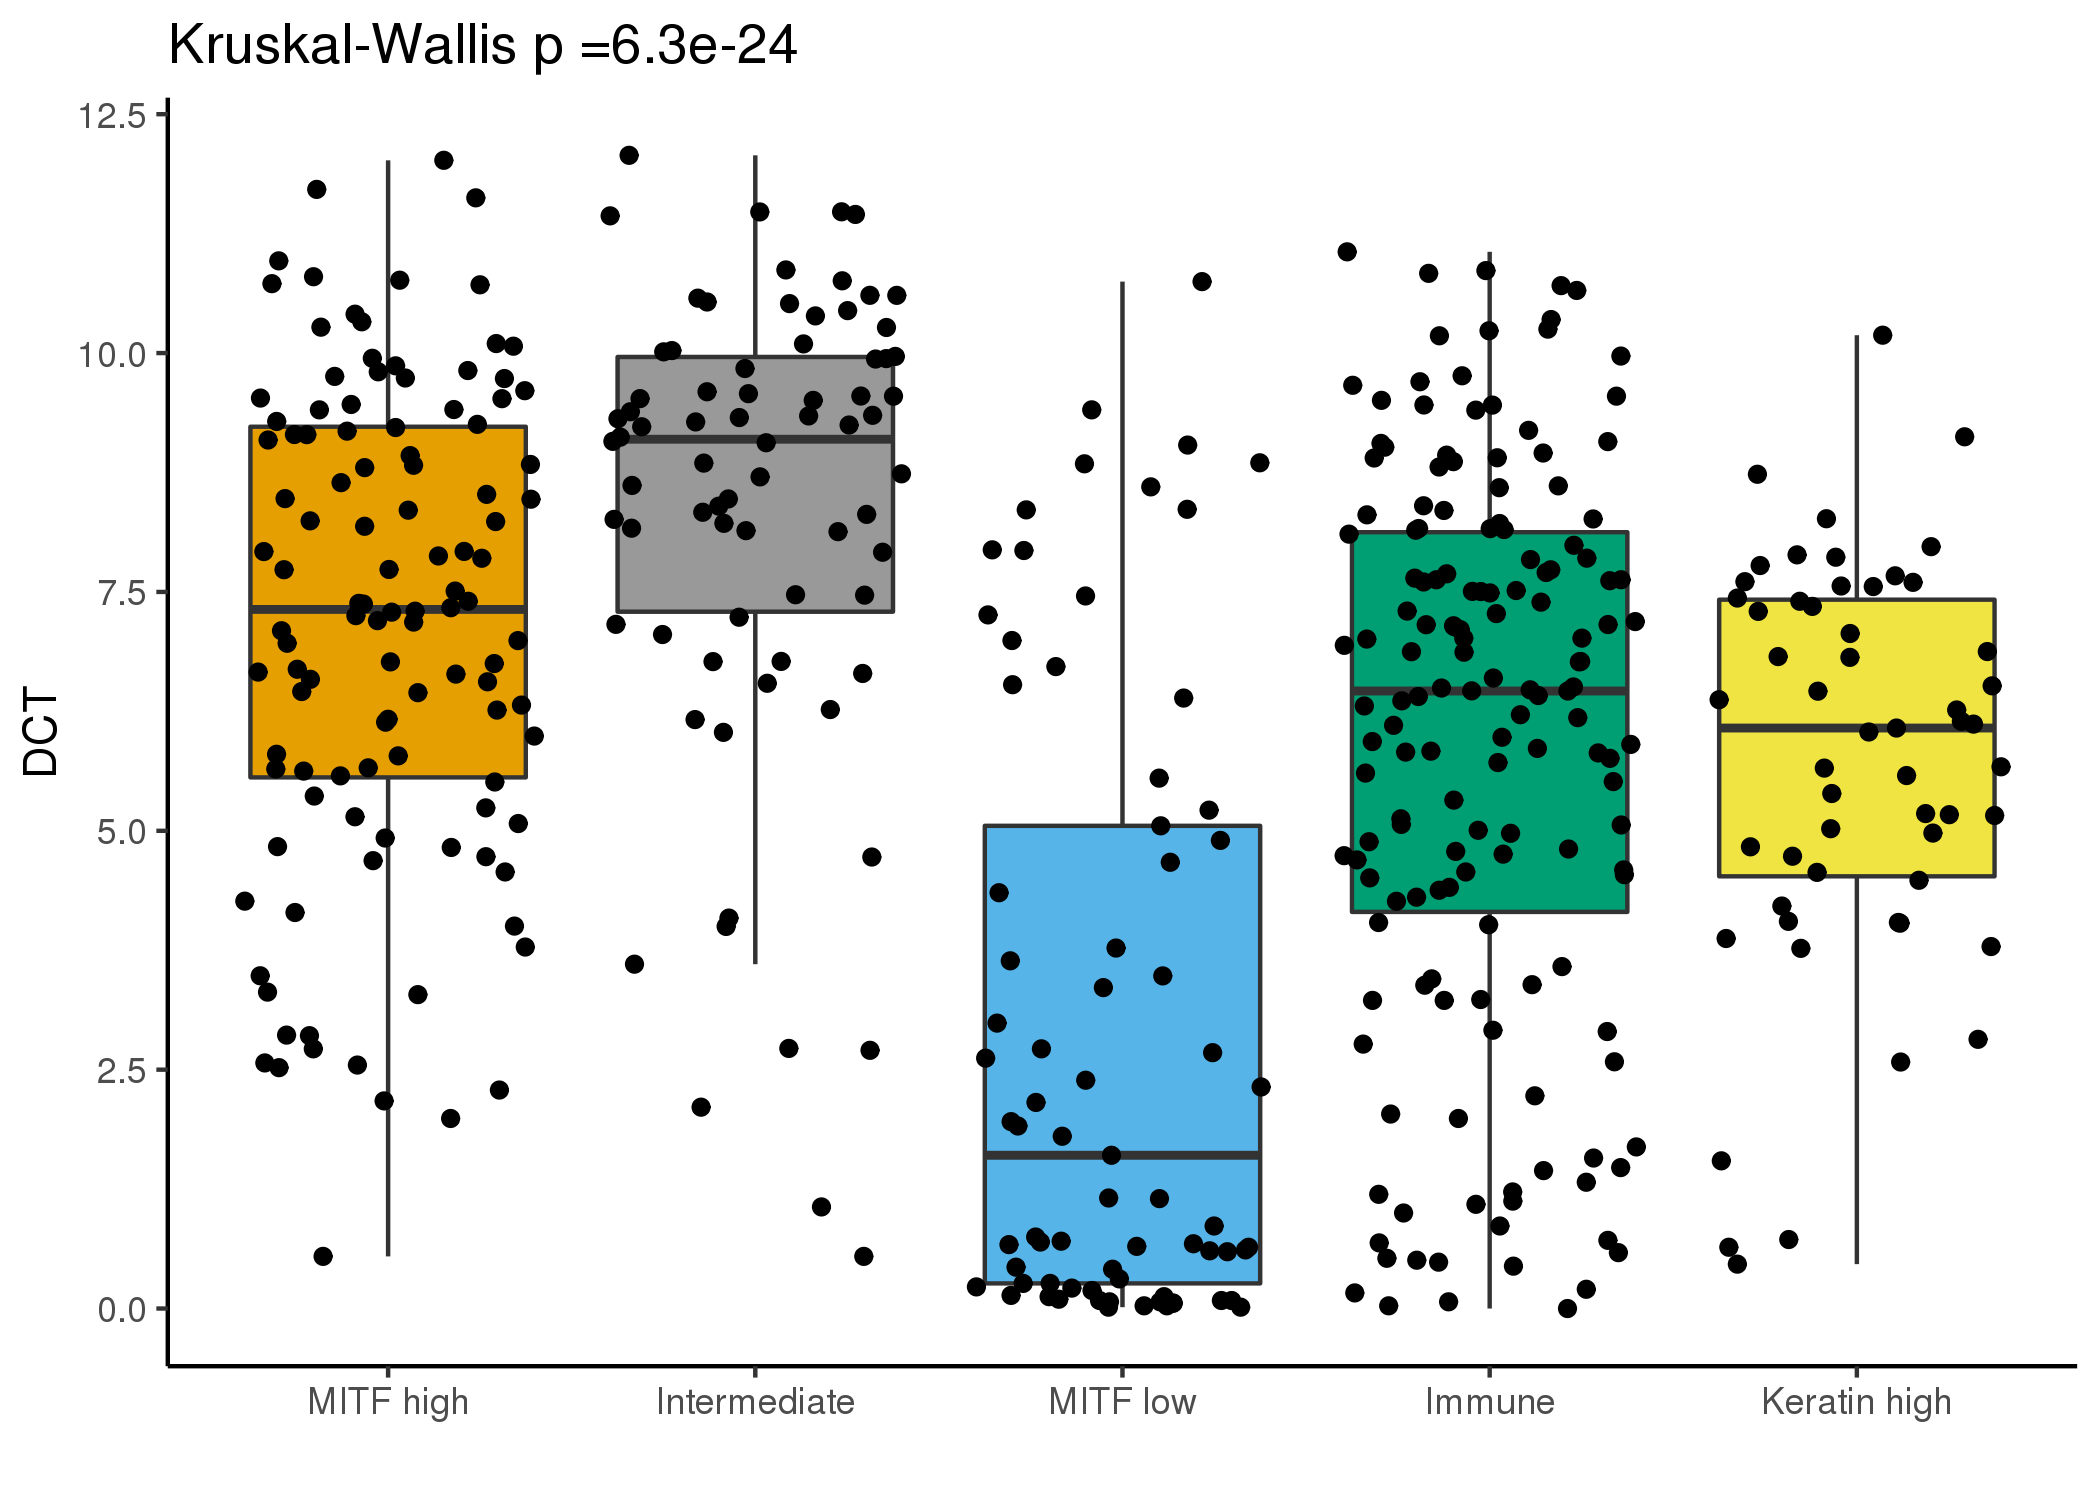 Kruskal-Wallis p =6.3e-24
12.5
10.0
7.5
5.0
2.5
0.0
DCT
MITF high
Intermediate
MITF low
Immune
Keratin high